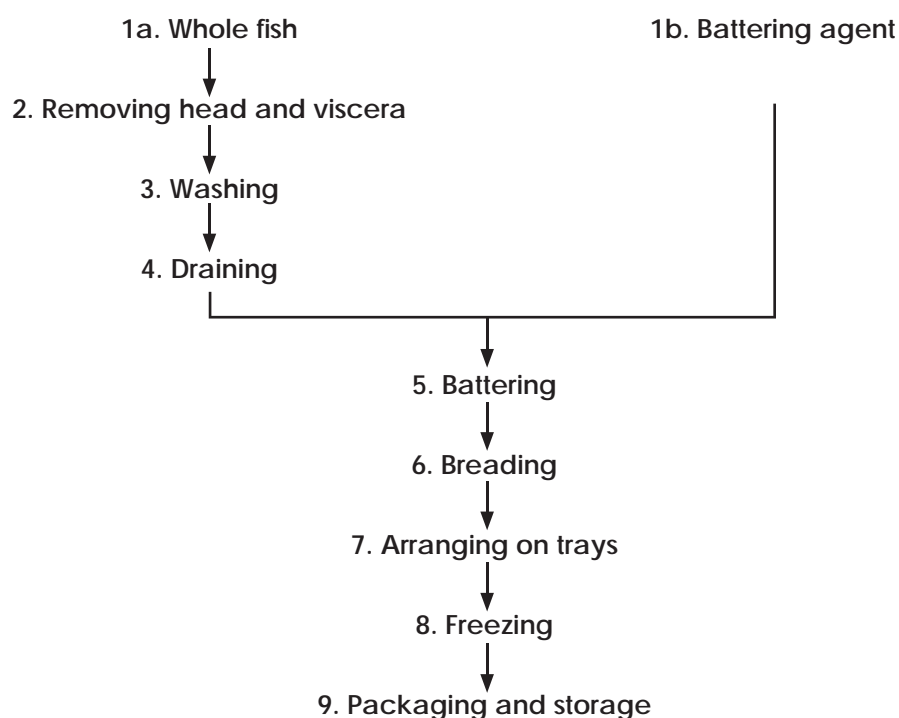 1a. Whole fish
1b. Battering agent
2. Removing head and viscera
3. Washing
4. Draining
5. Battering
6. Breading
7. Arranging on trays
8. Freezing
9. Packaging and storage